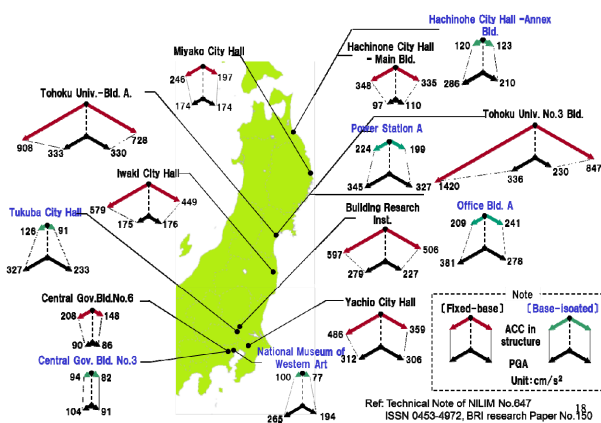 Hachinohe City Hall -Annex
Bld.
120 123
286 210
Miyako City Hall
246 197
174 174
Hachinone City Hall
- Main Bld.
348 335
97 110
Tohoku Univ.-Bld A.
908 728
333 330
Power Station A
224 199
345 327
Tohoku Univ. No.3 Bld.
1420 847
336 230
Iwaki City Hall
579 449
175 176
Tukuba City Hall
126 91
327 233
Building Resarch
Inst.
597 506
279 227
Office Bld. A
209 241
381 278
Central Gov.Bld.No.6
208 148
90 86
Yachio City Hall
486 359
312 306
Central Gov. Bld. No.3
94 82
104 91
National Museum of
Western Art
100 77
265 194
Note
[Fixed-base] [Base-isoated]
ACC in
structure
PGA
Unit:cm/s²
Ref: Technical Note of NILIM No.647
ISSN 0453-4972, BRI research Paper No.150
18